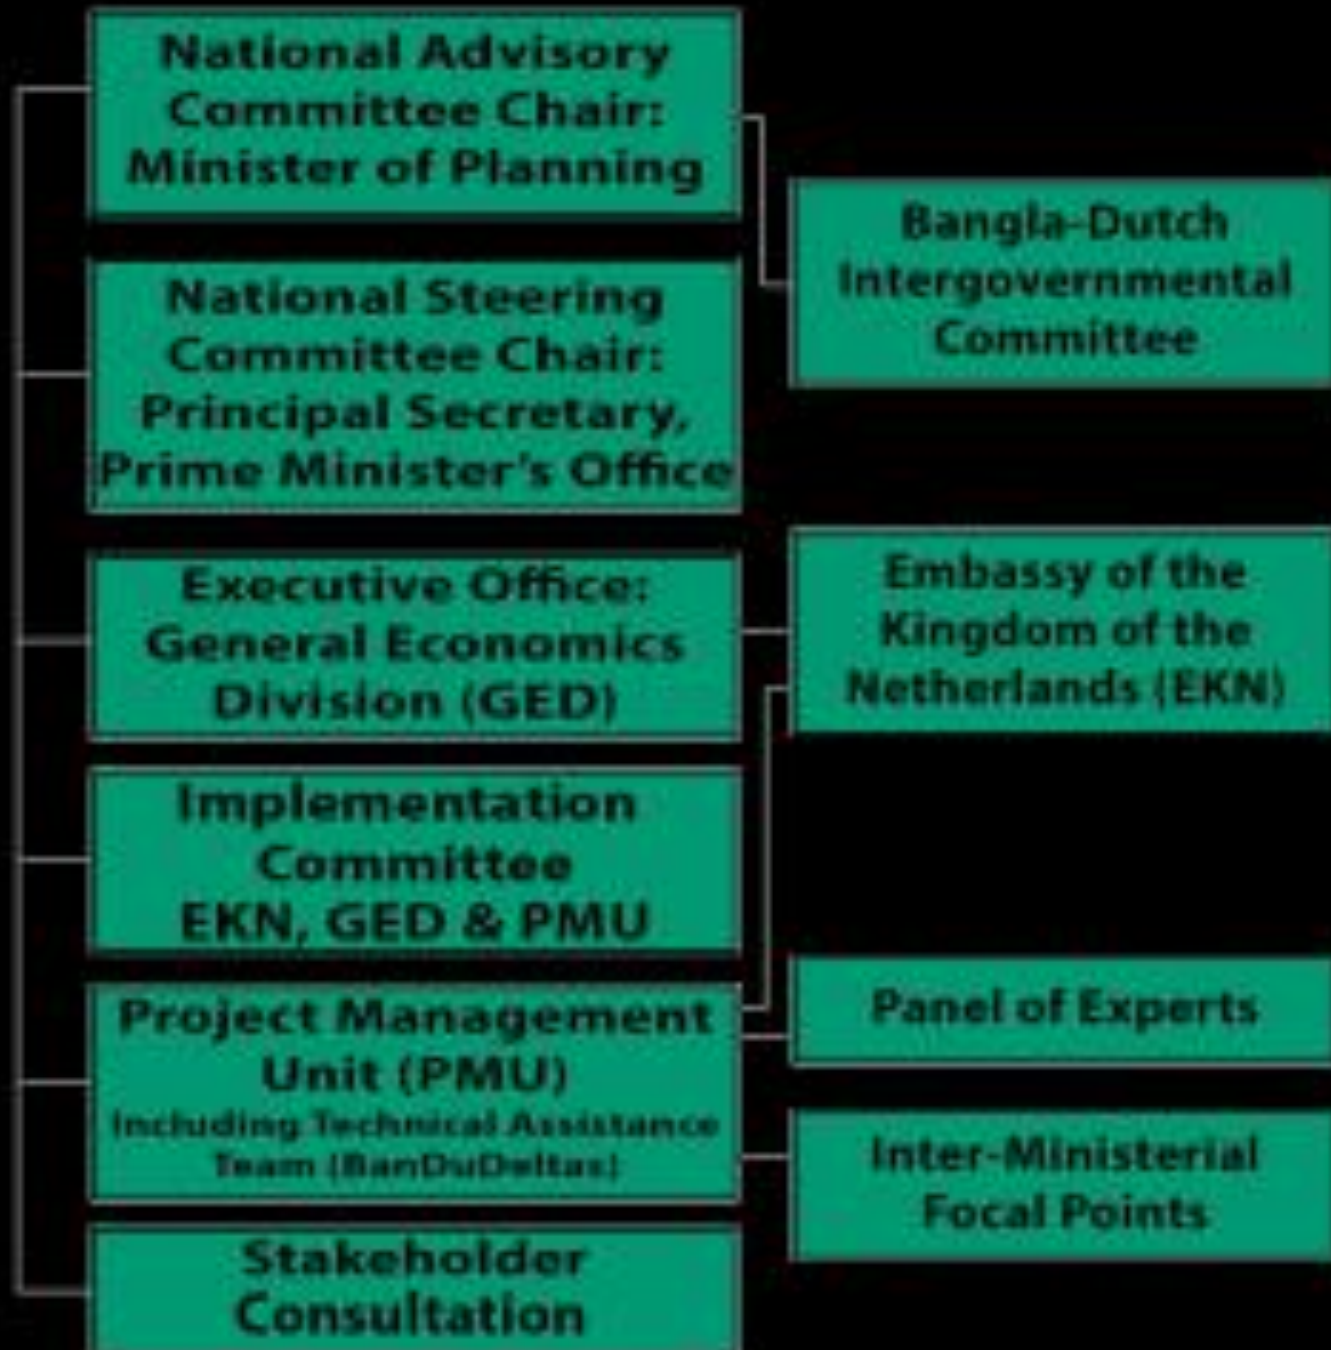 National Advisory
Committee Chair:
Minister of Planning
National Steering
Committee Chair:
Principal Secretary,
Prime Minister's Office
Executive Office:
General Economics
Division (GED)
Implementation
Committee
EKN, GED & PMU
Project Management
Unit (PMU)
Including Technical Assistance
Team (BanDuDeltas)
Stakeholder
Consultation
Bangla-Dutch
Intergovernmental
Committee
Embassy of the
Kingdom of the
Netherlands (EKN)
Panel of Experts
Inter-Ministerial
Focal Points